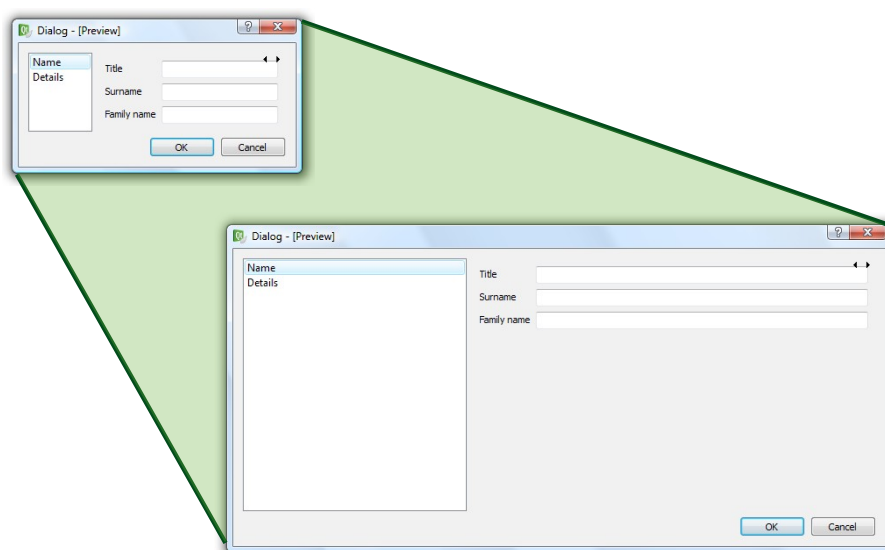 Dialog - [Preview]
Name
Details
Title
Surname
Family name
OK Cancel
Dialog - [Preview]
Name
Details
Title
Surname
Family name
OK Cancel